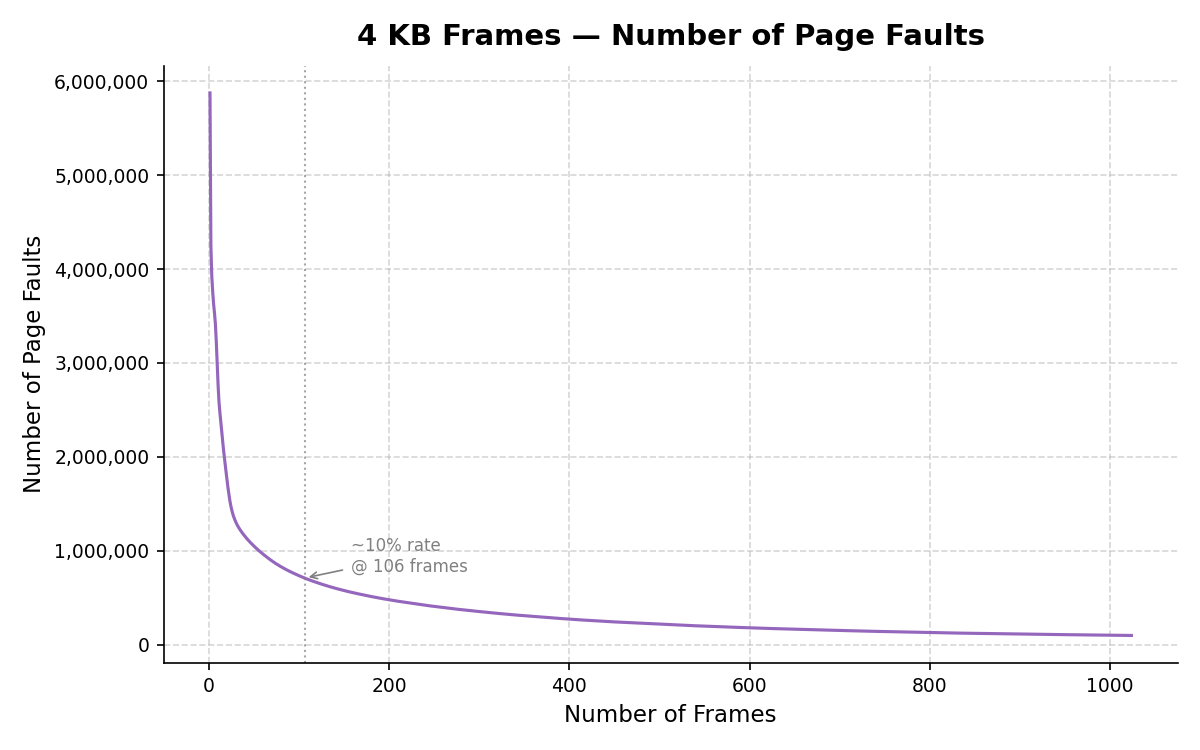 4 KB Frames — Number of Page Faults
Number of Page Faults
6,000,000
5,000,000
4,000,000
3,000,000
2,000,000
1,000,000
0
~10% rate
@ 106 frames
0
200
400
600
800
1000
Number of Frames